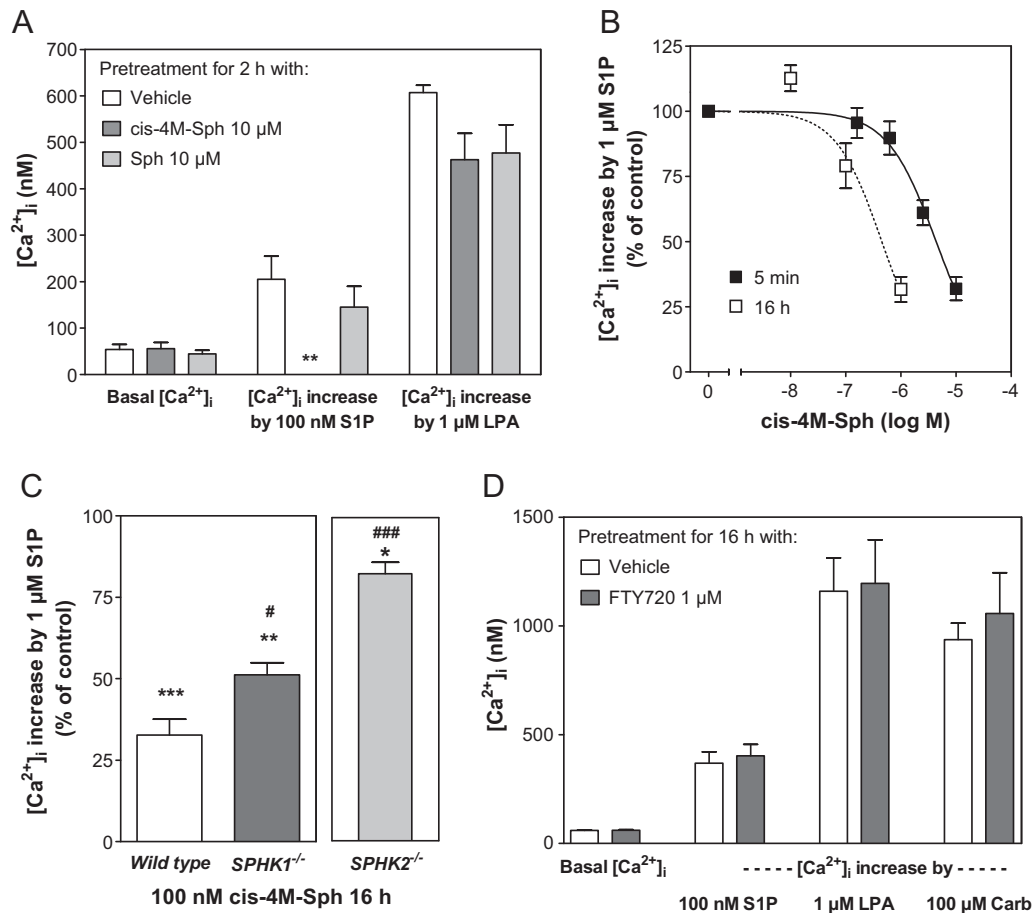 A
[Ca²⁺]ᵢ (nM)
700
600
500
400
300
200
100
0
Pretreatment for 2 h with:
Vehicle
cis-4M-Sph 10 µM
Sph 10 µM
**
Basal [Ca²⁺]ᵢ
[Ca²⁺]ᵢ increase
by 100 nM S1P
[Ca²⁺]ᵢ increase
by 1 µM LPA
B
[Ca²⁺]ᵢ increase by 1 µM S1P
(% of control)
125
100
75
50
25
0
5 min
16 h
0
-8
-7
-6
-5
-4
cis-4M-Sph (log M)
C
[Ca²⁺]ᵢ increase by 1 µM S1P
(% of control)
100
75
50
25
0
***
#
**
###
*
Wild type
SPHK1⁻/⁻
SPHK2⁻/⁻
100 nM cis-4M-Sph 16 h
D
[Ca²⁺]ᵢ (nM)
1500
1000
500
0
Pretreatment for 16 h with:
Vehicle
FTY720 1 µM
Basal [Ca²⁺]ᵢ
- - - - - [Ca²⁺]ᵢ increase by - - - - -
100 nM S1P
1 µM LPA
100 µM Carb